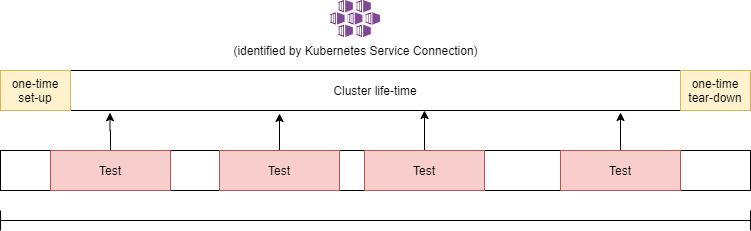 (identified by Kubernetes Service Connection)
one-time
set-up
Cluster life-time
one-time
tear-down
Test
Test
Test
Test